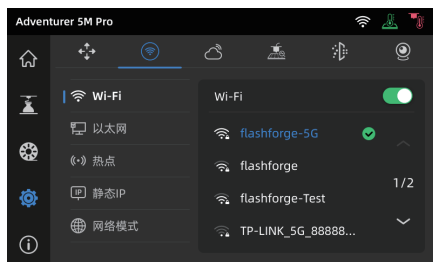 Adventurer 5M Pro
Wi-Fi
以太网
热点
IP
静态IP
网络模式
Wi-Fi
flashforge-5G
flashforge
flashforge-Test
TP-LINK_5G_88888...
1/2